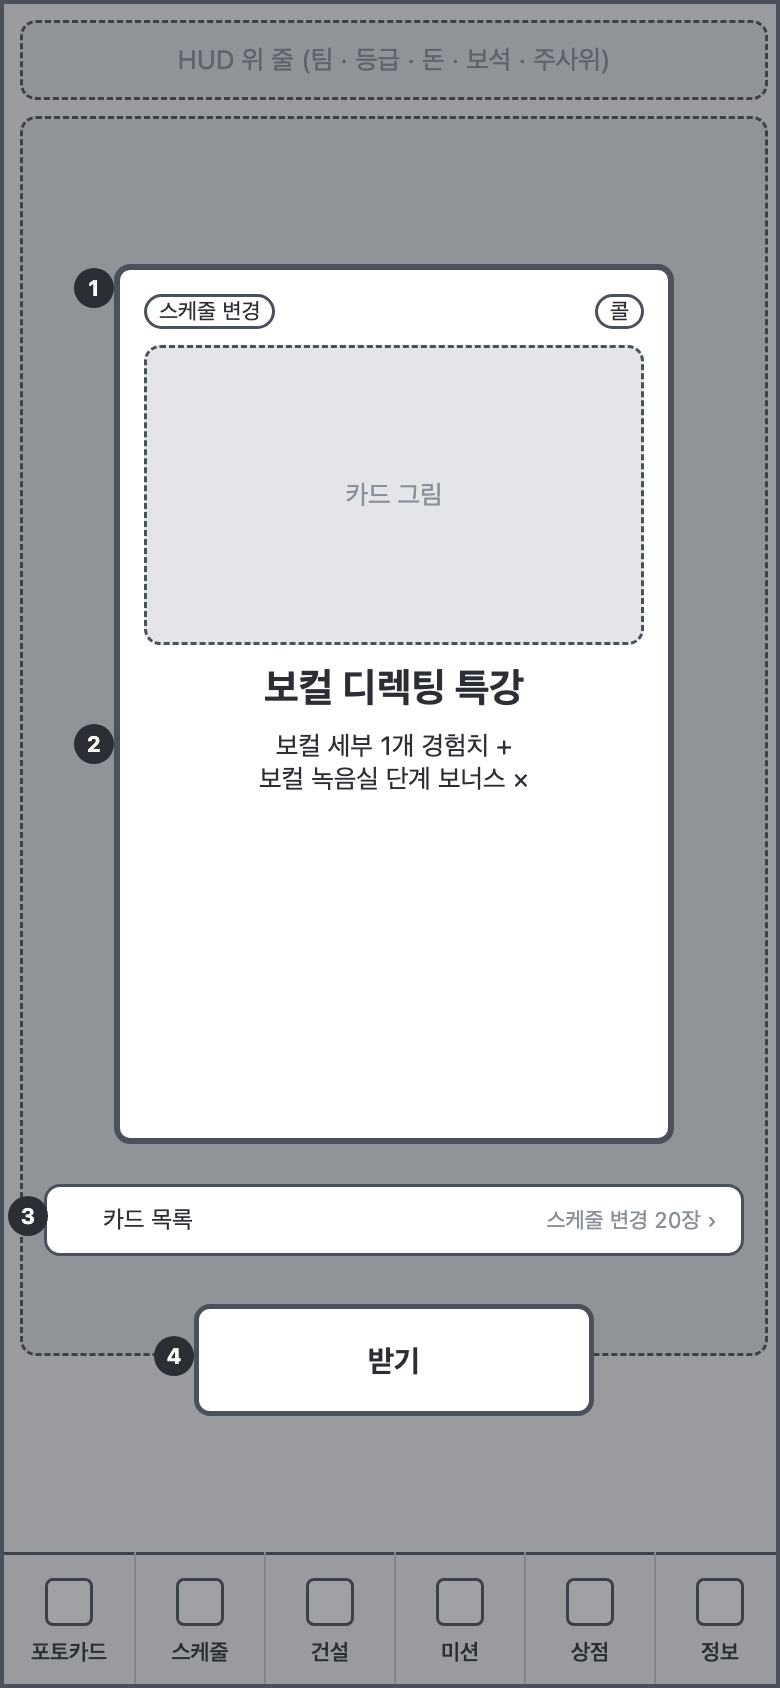 HUD 위 줄 (팀 · 등급 · 돈 · 보석 · 주사위)
1
스케줄 변경
콜
카드 그림
보컬 디렉팅 특강
2
보컬 세부 1개 경험치 +
보컬 녹음실 단계 보너스 ×
3
카드 목록
스케줄 변경 20장 ›
4
받기
포토카드
스케줄
건설
미션
상점
정보